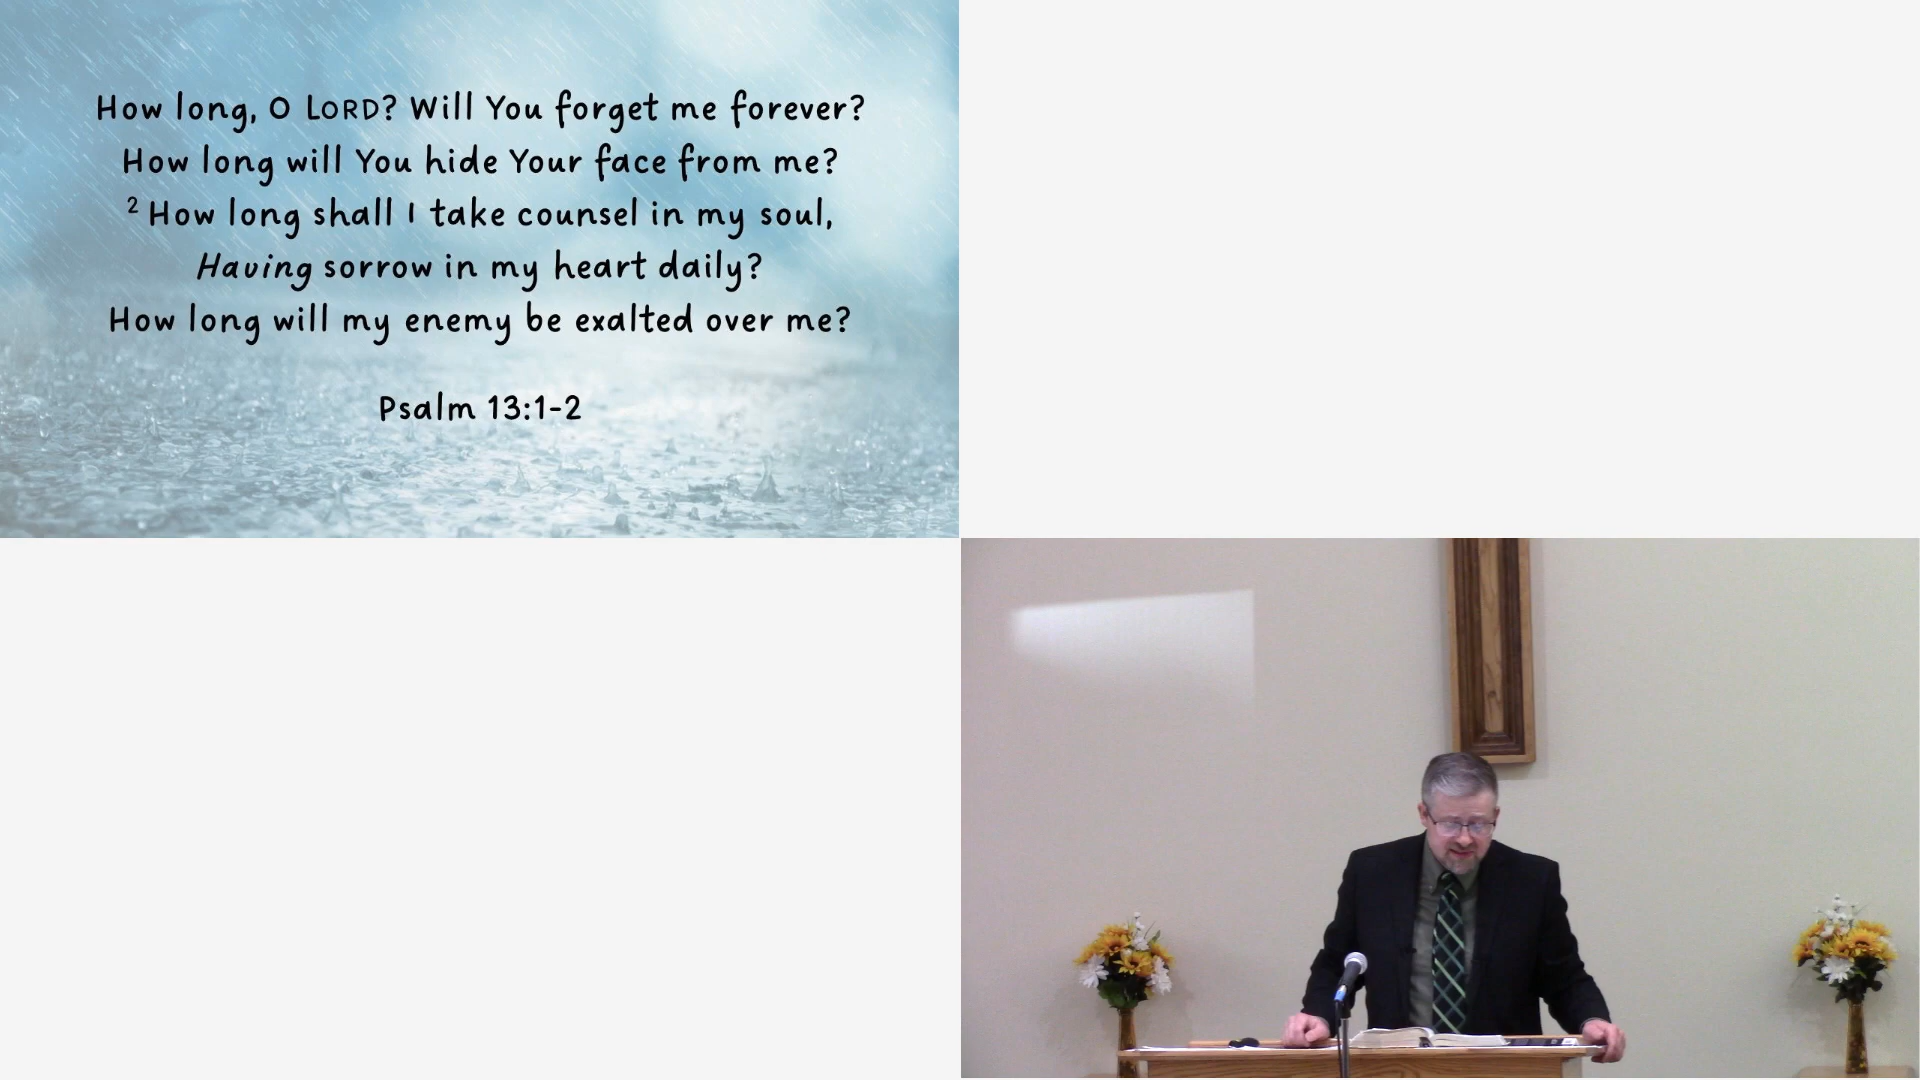 How long, O LORD? Will You forget me forever?
How long will You hide Your face from me?
² How long shall I take counsel in my soul,
Having sorrow in my heart daily?
How long will my enemy be exalted over me?
Psalm 13:1-2